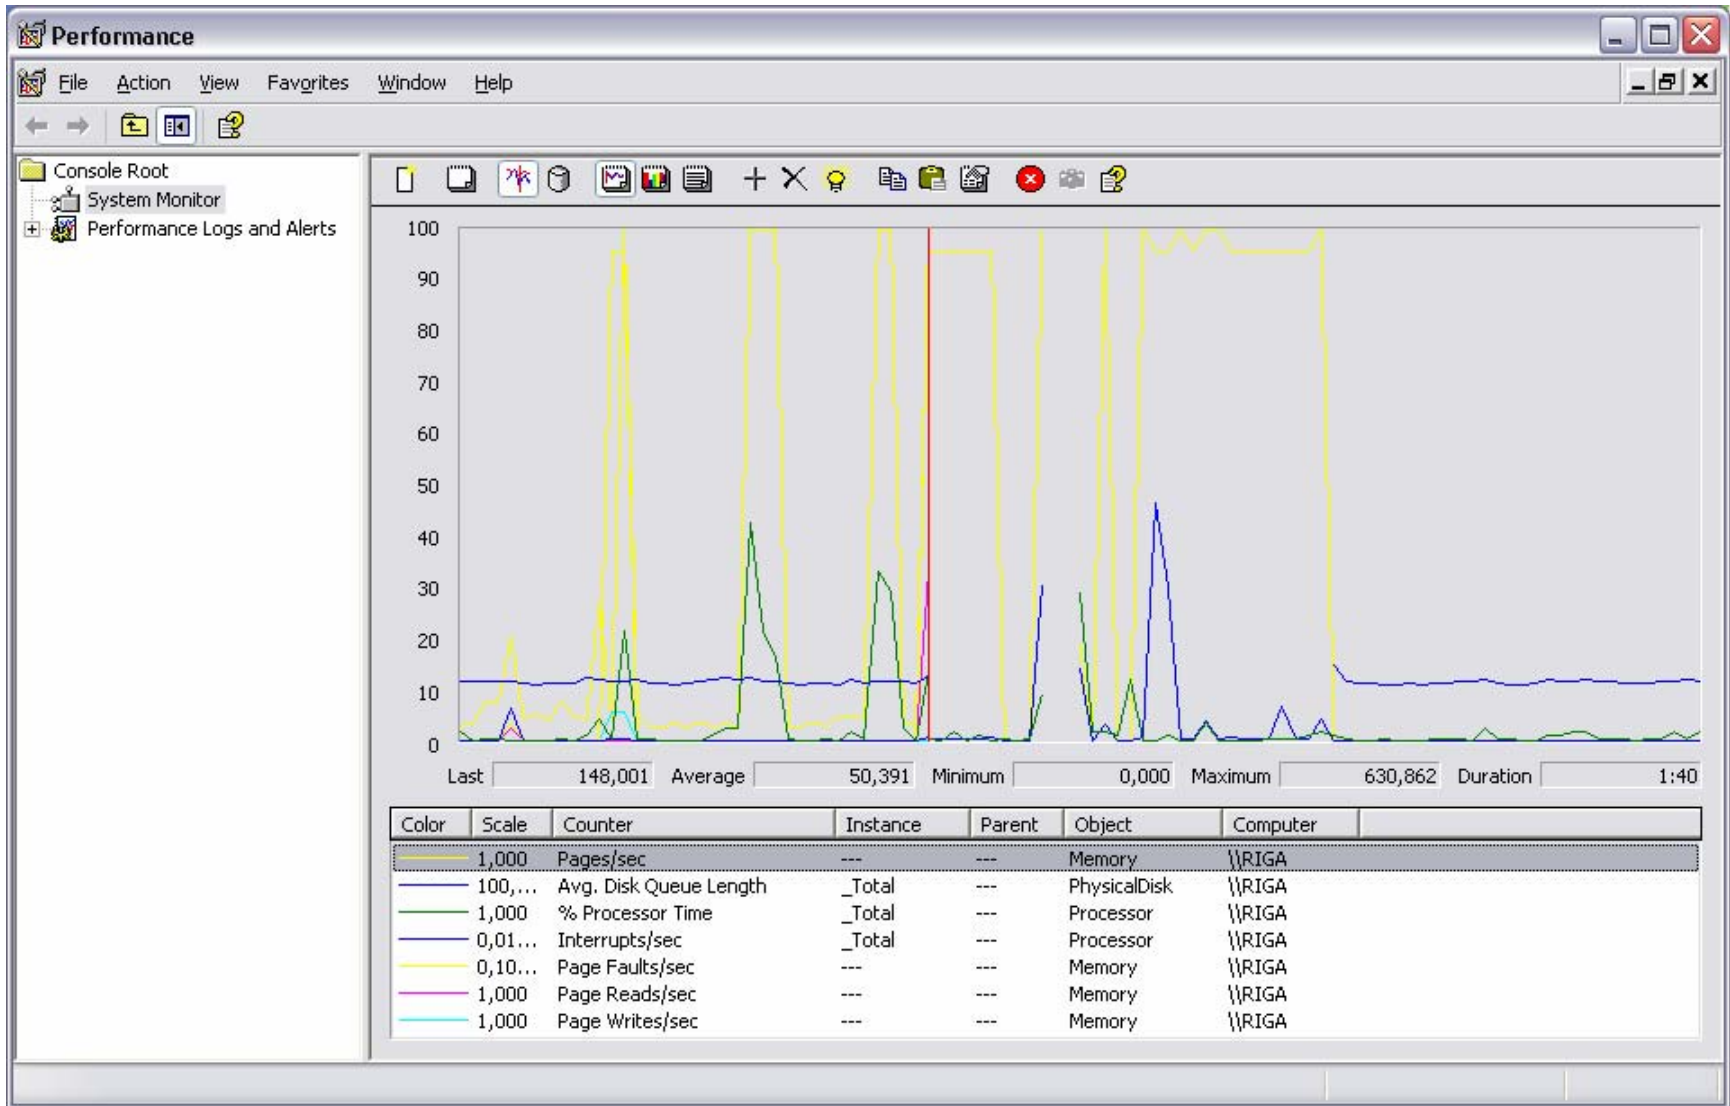 Performance
File Action View Favorites Window Help
Console Root
System Monitor
Performance Logs and Alerts
100
90
80
70
60
50
40
30
20
10
0
Last 148,001 Average 50,391 Minimum 0,000 Maximum 630,862 Duration 1:40
Color Scale Counter Instance Parent Object Computer
1,000 Pages/sec --- --- Memory \\RIGA
100,... Avg. Disk Queue Length _Total --- PhysicalDisk \\RIGA
1,000 % Processor Time _Total --- Processor \\RIGA
0,01... Interrupts/sec _Total --- Processor \\RIGA
0,10... Page Faults/sec --- --- Memory \\RIGA
1,000 Page Reads/sec --- --- Memory \\RIGA
1,000 Page Writes/sec --- --- Memory \\RIGA